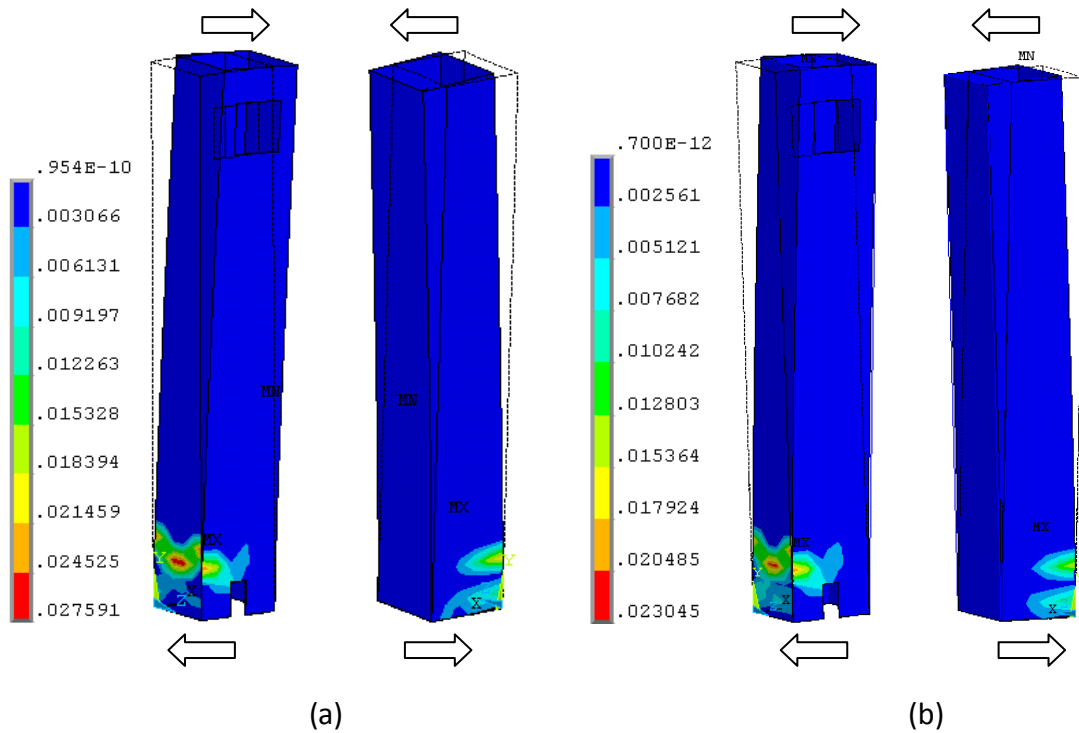 .954E-10
.003066
.006131
.009197
.012263
.015328
.018394
.021459
.024525
.027591
MN
MX
Y
Z
X
MN
MX
Y
X
(a)
.700E-12
.002561
.005121
.007682
.010242
.012803
.015364
.017924
.020485
.023045
MN
MX
Y
Z
X
MN
MX
X
(b)